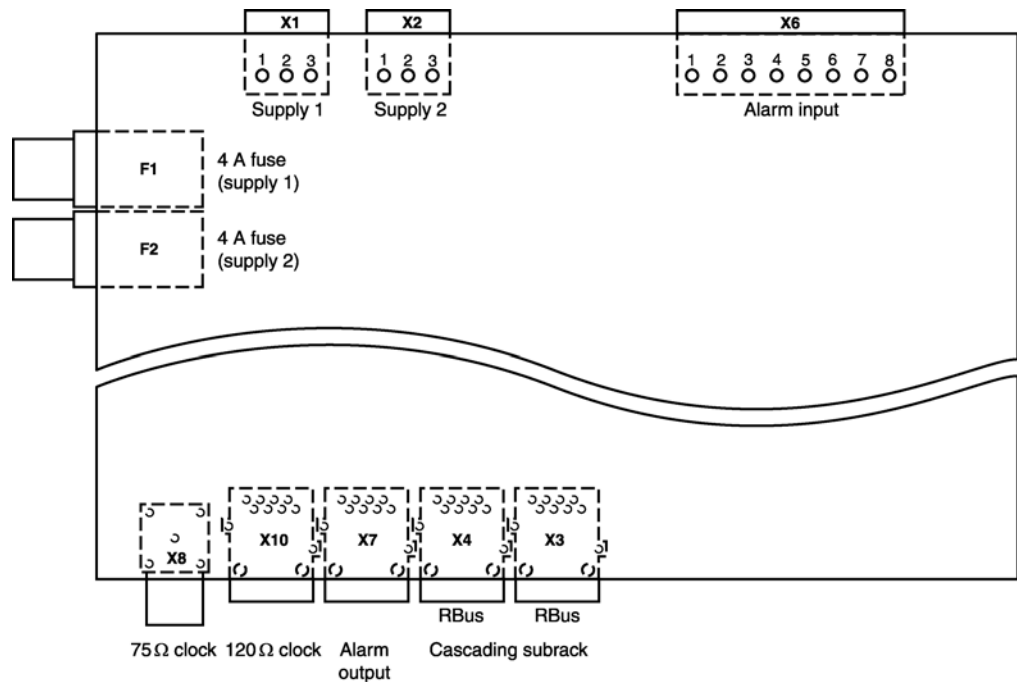 X1 X2 X6
1 2 3 1 2 3 1 2 3 4 5 6 7 8
Supply 1 Supply 2 Alarm input
F1 4 A fuse
(supply 1)
F2 4 A fuse
(supply 2)
X8 X10 X7 X4 X3
RBus RBus
75 Ω clock 120 Ω clock Alarm output Cascading subrack